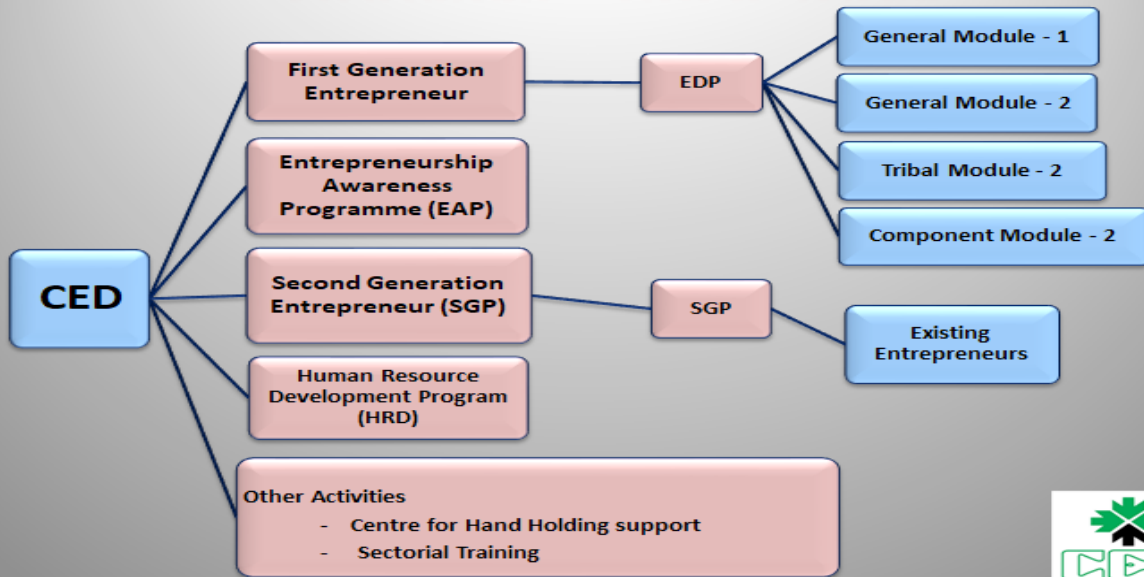 CED
First Generation
Entrepreneur
Entrepreneurship
Awareness
Programme (EAP)
Second Generation
Entrepreneur (SGP)
Human Resource
Development Program
(HRD)
Other Activities
- Centre for Hand Holding support
- Sectorial Training
EDP
SGP
General Module - 1
General Module - 2
Tribal Module - 2
Component Module - 2
Existing
Entrepreneurs